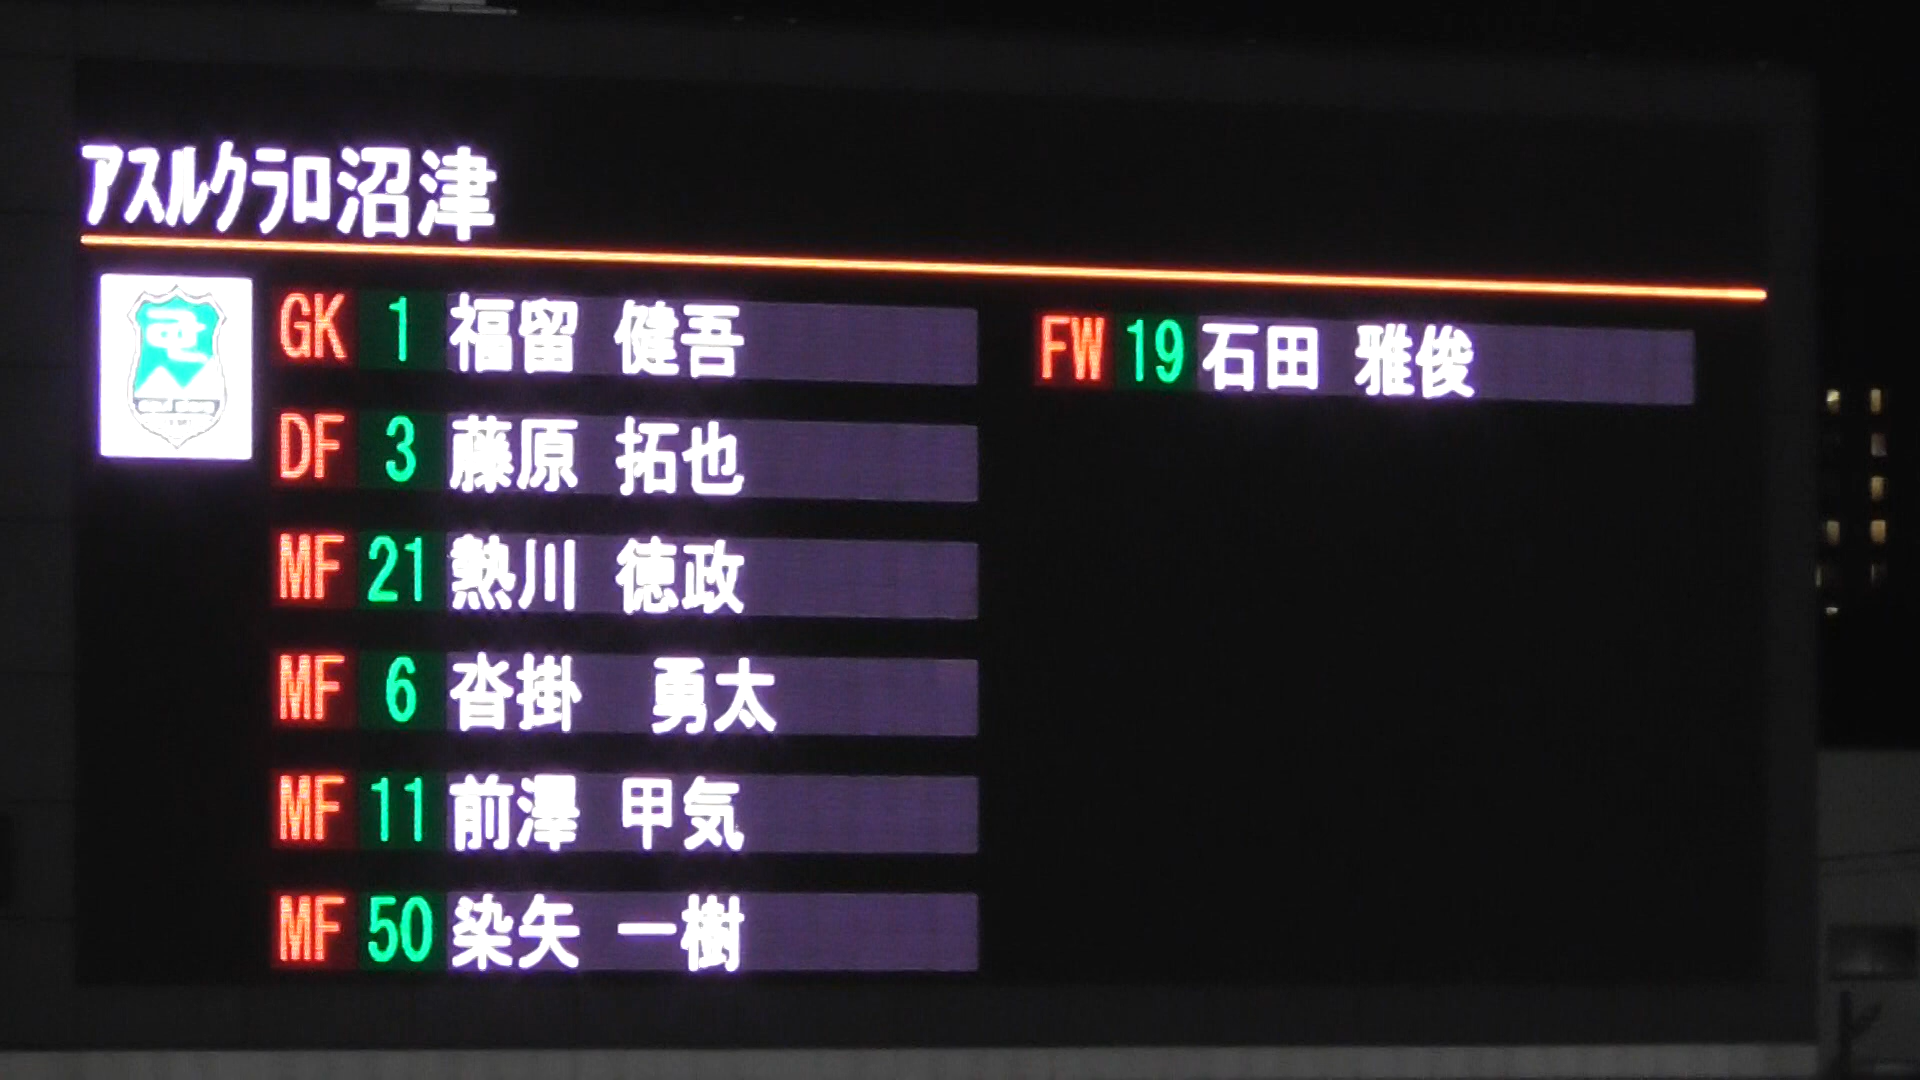 ｱｽﾙｸﾗﾛ沼津
GK 1 福留 健吾
DF 3 藤原 拓也
MF 21 熱川 徳政
MF 6 沓掛　勇太
MF 11 前澤 甲気
MF 50 染矢 一樹
FW 19 石田 雅俊